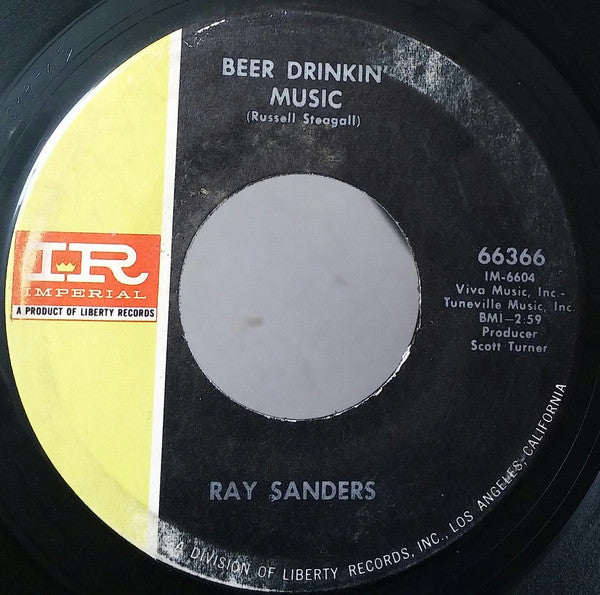 BEER DRINKIN'
MUSIC
(Russell Steagall)
IR
IMPERIAL
A PRODUCT OF LIBERTY RECORDS
66366
IM-6604
Viva Music, Inc.-
Tuneville Music, Inc.
BMI-2:59
Producer
Scott Turner
RAY SANDERS
A DIVISION OF LIBERTY RECORDS, INC., LOS ANGELES, CALIFORNIA